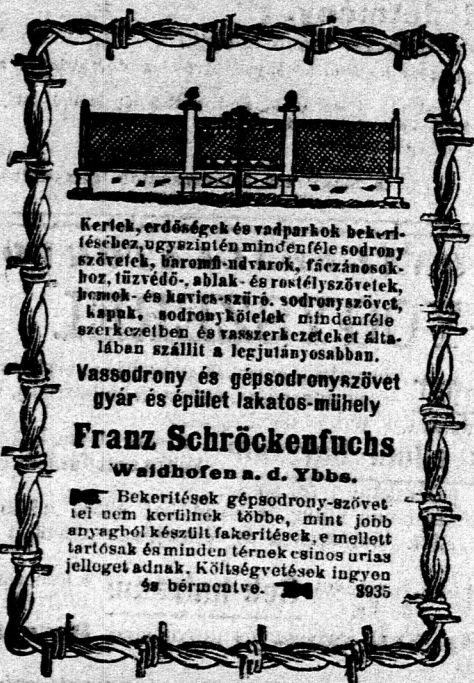 Kertek, erdőségek és vadparkok bekeri-
téséhez, ugyszintén mindenféle sodrony
szövetek, baromfi-udvarok, fáczánosok-
hoz, tüzvédő-, ablak- és rostélyszövetek,
homok- és kavics-szürő. sodronyszövet,
kapuk, sodronykötelek mindenféle
szerkezetben és vasszerkezeteket álta-
lában szállit a legjutányosabban.
Vassodrony és gépsodronyszövet
gyár és épület lakatos-mühely
Franz Schröckenfuchs
Waidhofen a. d. Ybbs.
Bekeritések gépsodrony-szövet
tel nem kerülnek többe, mint jobb
anyagból készült fakeritések, e mellett
tartósak és minden térnek csinos urias
jelleget adnak. Költségvetések ingyen
és bérmentve. 3935